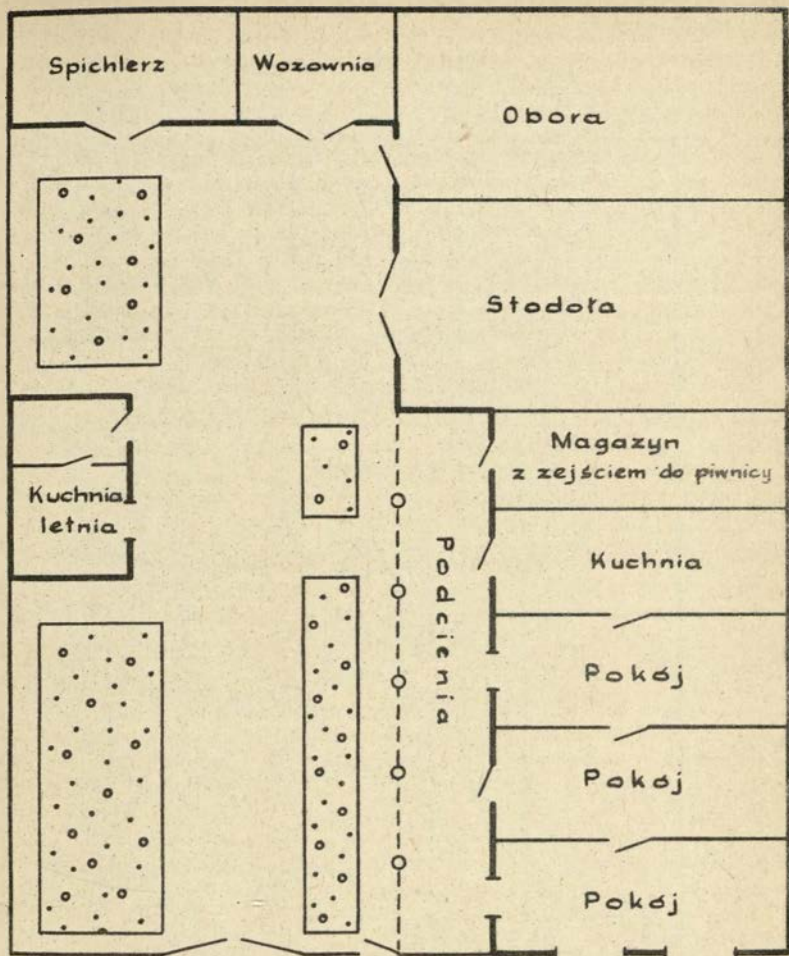 Spichlerz
Wozownia
Obora
Stodoła
Magazyn
z zejściem do piwnicy
Kuchnia
letnia
Podcienia
Kuchnia
Pokój
Pokój
Pokój